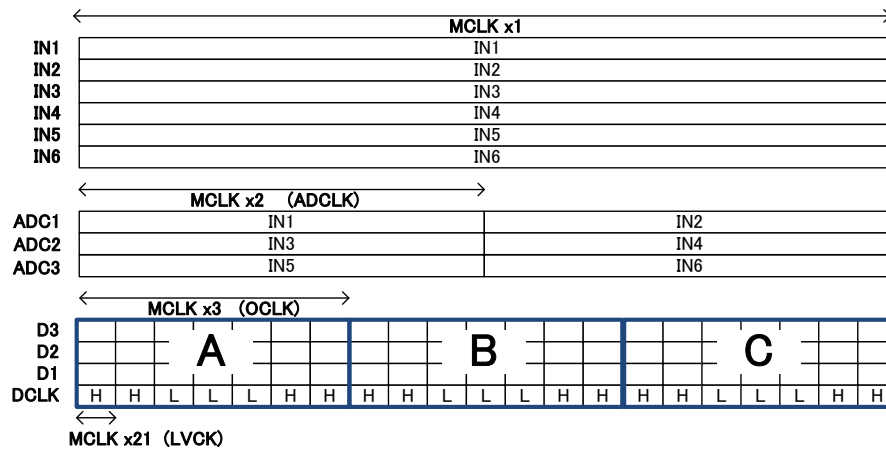 MCLK x1
IN1 IN1
IN2 IN2
IN3 IN3
IN4 IN4
IN5 IN5
IN6 IN6
MCLK x2 (ADCLK)
ADC1 IN1 IN2
ADC2 IN3 IN4
ADC3 IN5 IN6
MCLK x3 (OCLK)
D3
D2 A B C
D1
DCLK H H L L L H H H H L L L H H H H L L L H H
MCLK x21 (LVCK)